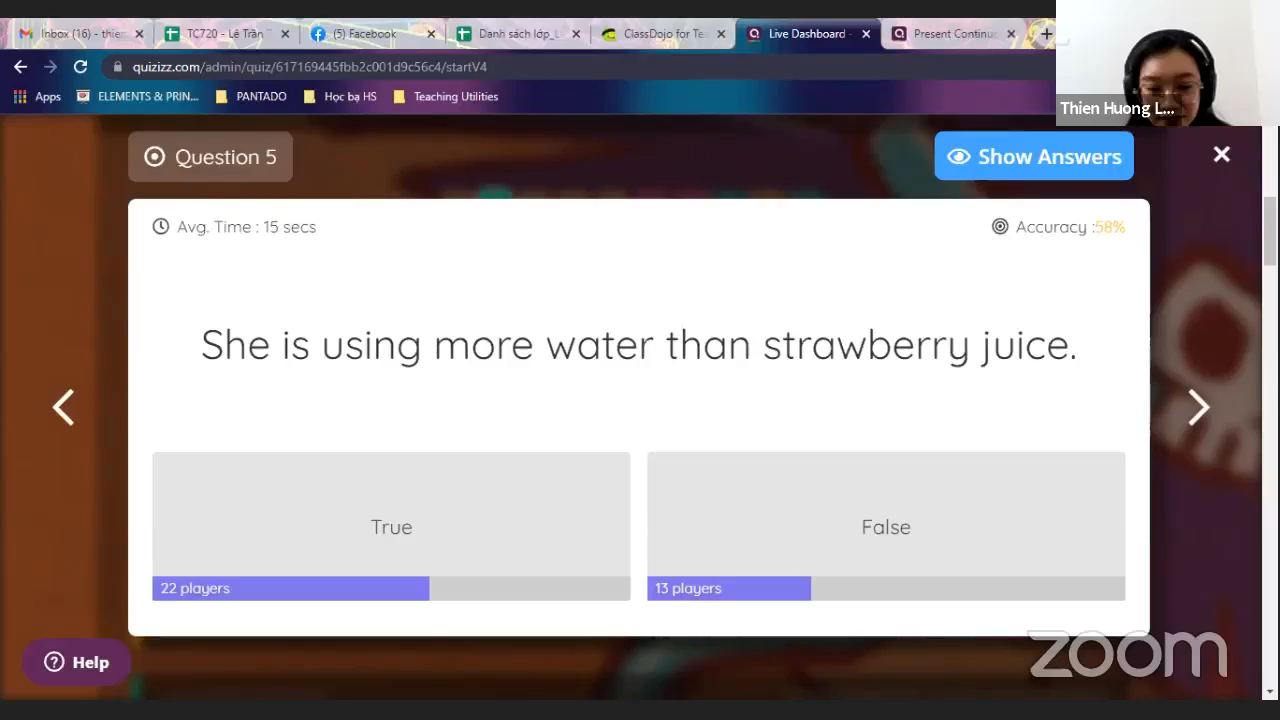 Inbox (16) - thien
TC720 - Lê Trần T
(5) Facebook
Danh sách lớp_L
ClassDojo for Te
Live Dashboard -
Present Continuo
quizizz.com/admin/quiz/617169445fbb2c001d9c56c4/startV4
Apps
ELEMENTS & PRIN...
PANTADO
Học bạ HS
Teaching Utilities
Thien Huong L...
Question 5
Show Answers
Avg. Time : 15 secs
Accuracy :58%
She is using more water than strawberry juice.
True
False
22 players
13 players
Help
zoom